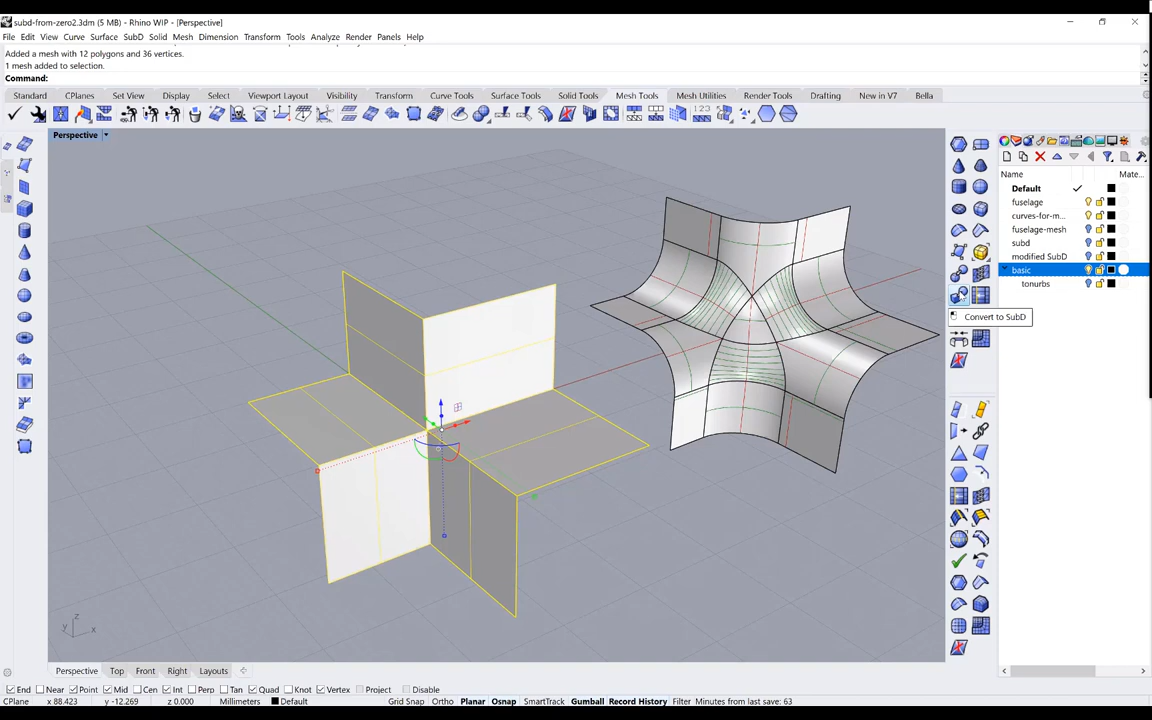 subd-from-zero2.3dm (5 MB) - Rhino WIP - [Perspective]
File Edit View Curve Surface SubD Solid Mesh Dimension Transform Tools Analyze Render Panels Help
Added a mesh with 12 polygons and 36 vertices.
1 mesh added to selection.
Command:
Standard CPlanes Set View Display Select Viewport Layout Visibility Transform Curve Tools Surface Tools Solid Tools Mesh Tools Mesh Utilities Render Tools Drafting New in V7 Bella
Perspective
Name Mate...
Default
fuselage
curves-for-m...
fuselage-mesh
subd
modified SubD
basic
tonurbs
Convert to SubD
z
y x
Perspective Top Front Right Layouts
End Near Point Mid Cen Int Perp Tan Quad Knot Vertex Project Disable
CPlane x 88.423 y -12.269 z 0.000 Millimeters Default Grid Snap Ortho Planar Osnap SmartTrack Gumball Record History Filter Minutes from last save: 63